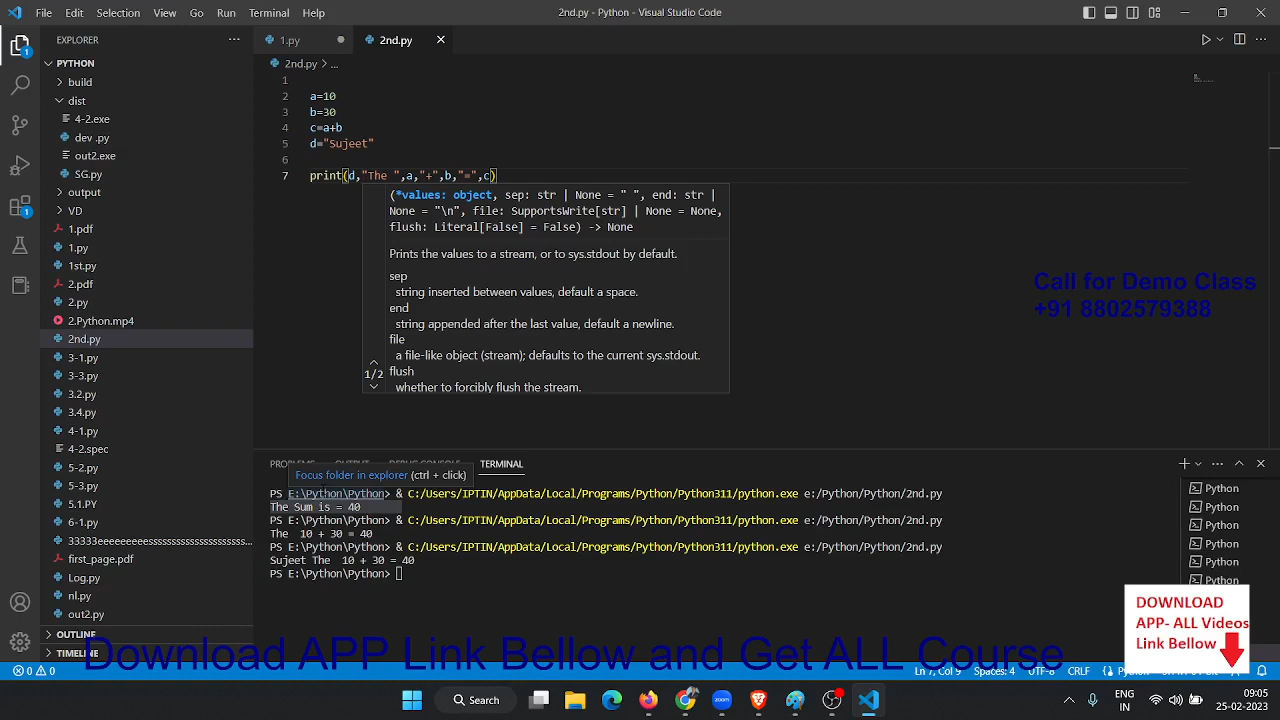 File Edit Selection View Go Run Terminal Help
2nd.py - Python - Visual Studio Code
EXPLORER
1.py
2nd.py
PYTHON
2nd.py > ...
build
dist
4-2.exe
dev .py
out2.exe
SG.py
output
VD
1.pdf
1.py
1st.py
2.pdf
2.py
2.Python.mp4
2nd.py
3-1.py
3-3.py
3.2.py
3.4.py
4-1.py
4-2.spec
5-2.py
5-3.py
5.1.PY
6-1.py
first_page.pdf
Log.py
nl.py
out2.py
OUTLINE
TIMELINE
1
2 a=10
3 b=30
4 c=a+b
5 d="Sujeet"
6
7 print(d,"The ",a,"+",b,"=",c)
(*values: object, sep: str | None = " ", end: str |
None = "\n", file: SupportsWrite[str] | None = None,
flush: Literal[False] = False) -> None
Prints the values to a stream, or to sys.stdout by default.
sep
string inserted between values, default a space.
end
string appended after the last value, default a newline.
file
a file-like object (stream); defaults to the current sys.stdout.
flush
whether to forcibly flush the stream.
1/2
Call for Demo Class
+91 8802579388
PROBLEMS OUTPUT DEBUG CONSOLE TERMINAL
Focus folder in explorer (ctrl + click)
PS E:\Python\Python> & C:/Users/IPTIN/AppData/Local/Programs/Python/Python311/python.exe e:/Python/Python/2nd.py
The Sum is = 40
PS E:\Python\Python> & C:/Users/IPTIN/AppData/Local/Programs/Python/Python311/python.exe e:/Python/Python/2nd.py
The  10 + 30 = 40
PS E:\Python\Python> & C:/Users/IPTIN/AppData/Local/Programs/Python/Python311/python.exe e:/Python/Python/2nd.py
Sujeet The  10 + 30 = 40
PS E:\Python\Python>
Python
Python
Python
Python
Python
Python
DOWNLOAD
APP- ALL Videos
Link Bellow
Download APP Link Bellow and Get ALL Course
0 0
Ln 7, Col 9 Spaces: 4 UTF-8 CRLF Python
Search
ENG
IN
09:05
25-02-2023